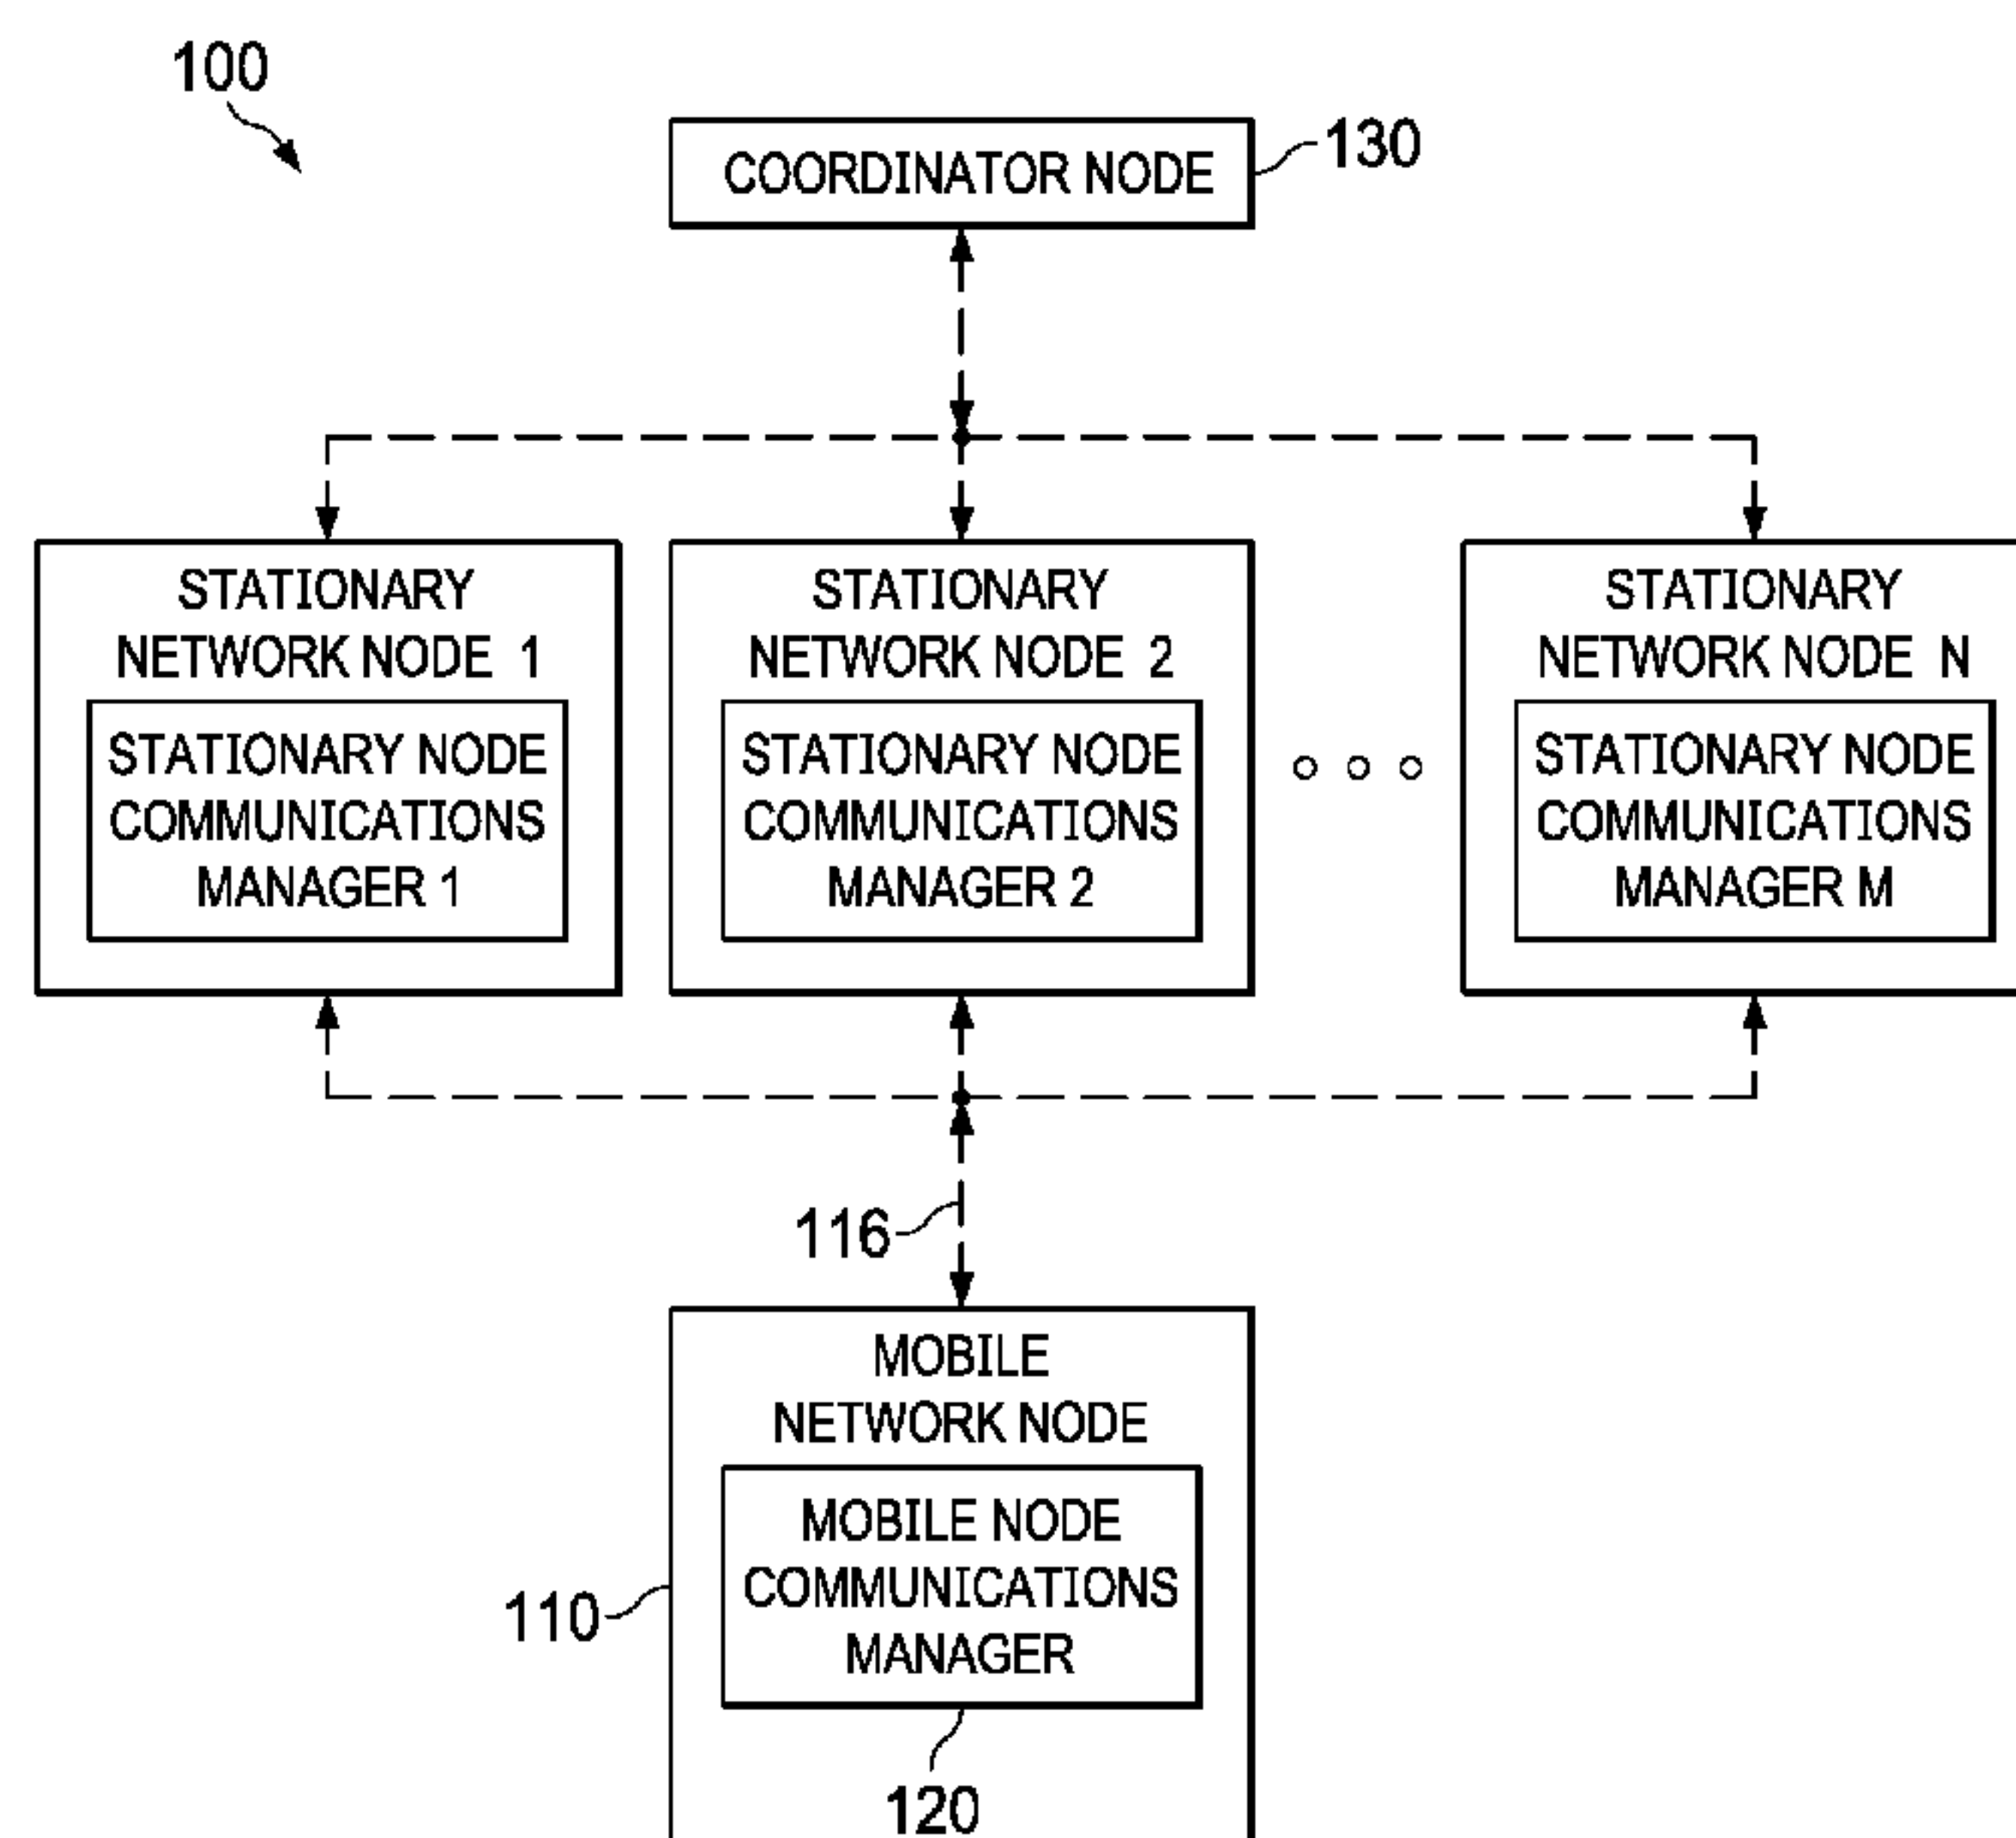 100
COORDINATOR NODE
130
STATIONARY
NETWORK NODE 1
STATIONARY NODE
COMMUNICATIONS
MANAGER 1
STATIONARY
NETWORK NODE 2
STATIONARY NODE
COMMUNICATIONS
MANAGER 2
STATIONARY
NETWORK NODE N
STATIONARY NODE
COMMUNICATIONS
MANAGER M
116
MOBILE
NETWORK NODE
MOBILE NODE
COMMUNICATIONS
MANAGER
110
120